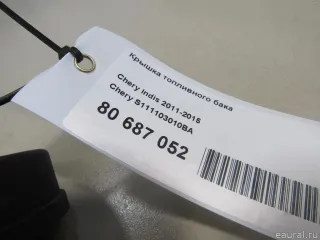 Крышка топливного бака
Chery Indis 2011-2015
Chery S111103010BA
80 687 052
eaural.ru